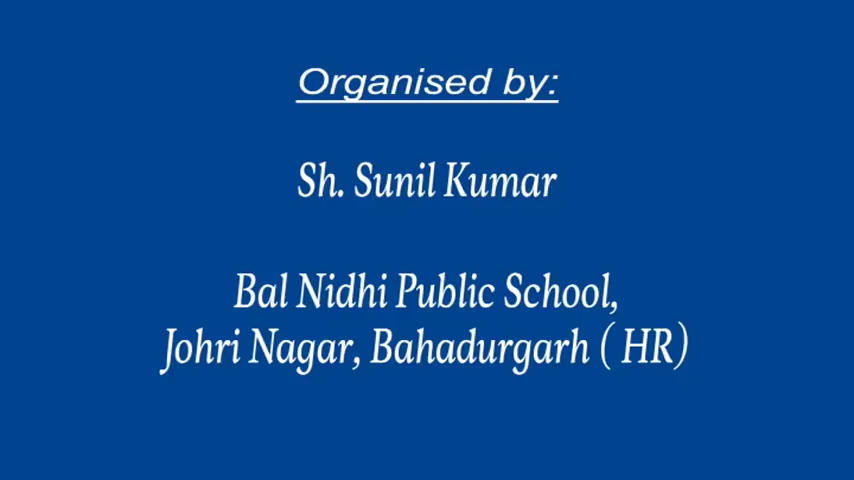 Organised by:
Sh. Sunil Kumar
Bal Nidhi Public School,
Johri Nagar, Bahadurgarh ( HR)